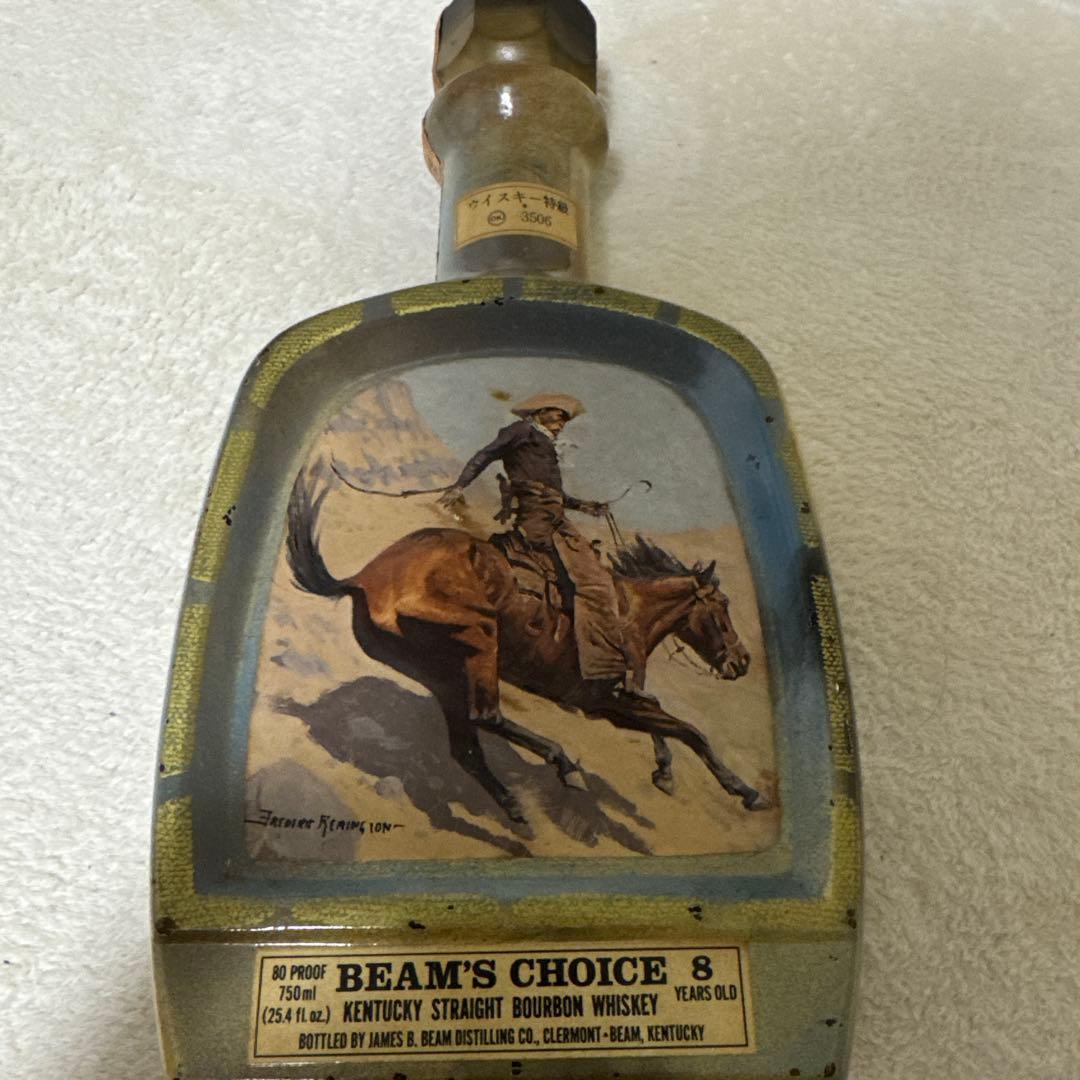 ウイスキー特級
OK 3506
FREDERIC REMINGTON
80 PROOF
750ml
(25.4 fl. oz.)
BEAM'S CHOICE
8
YEARS OLD
KENTUCKY STRAIGHT BOURBON WHISKEY
BOTTLED BY JAMES B. BEAM DISTILLING CO., CLERMONT·BEAM, KENTUCKY